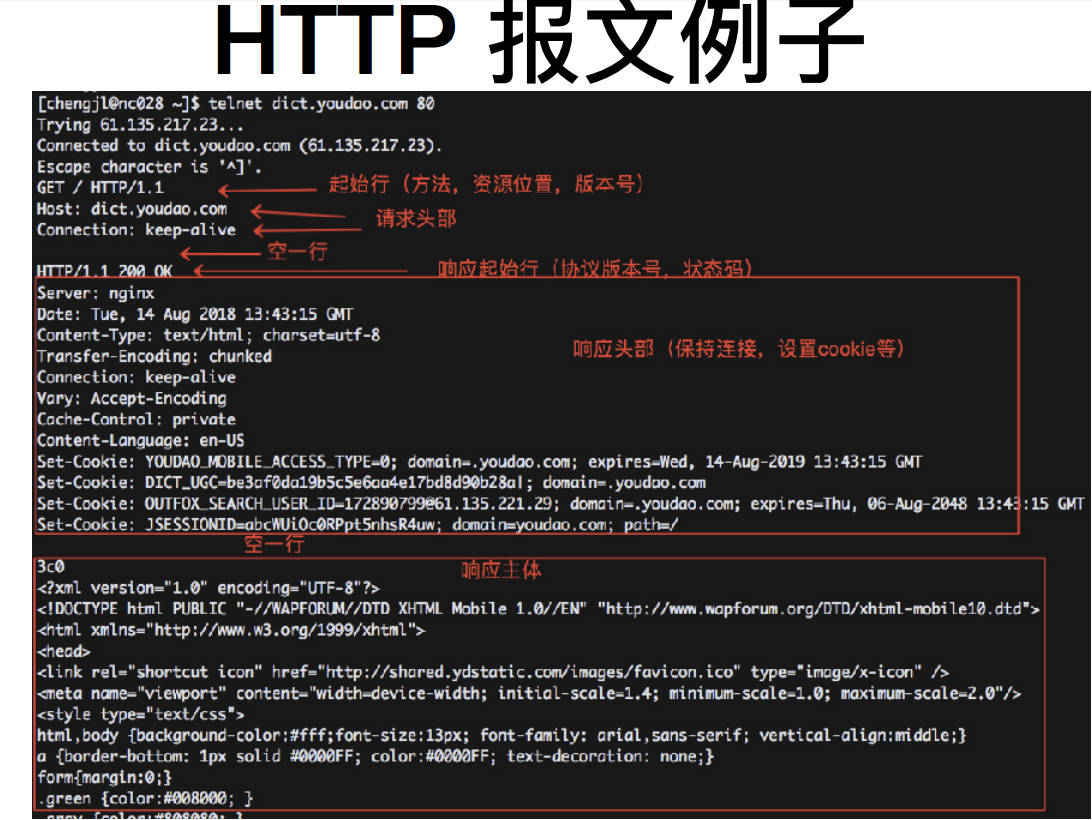 HTTP 报文例子
[chengjl@nc028 ~]$ telnet dict.youdao.com 80
Trying 61.135.217.23...
Connected to dict.youdao.com (61.135.217.23).
Escape character is '^]'.
GET / HTTP/1.1 起始行（方法，资源位置，版本号）
Host: dict.youdao.com
请求头部
Connection: keep-alive
空一行
HTTP/1.1 200 OK 响应起始行（协议版本号，状态码）
Server: nginx
Date: Tue, 14 Aug 2018 13:43:15 GMT
Content-Type: text/html; charset=utf-8
响应头部（保持连接，设置cookie等）
Transfer-Encoding: chunked
Connection: keep-alive
Vary: Accept-Encoding
Cache-Control: private
Content-Language: en-US
Set-Cookie: YOUDAO_MOBILE_ACCESS_TYPE=0; domain=.youdao.com; expires=Wed, 14-Aug-2019 13:43:15 GMT
Set-Cookie: DICT_UGC=be3af0da19b5c5e6aa4e17bd8d90b28a|; domain=.youdao.com
Set-Cookie: OUTFOX_SEARCH_USER_ID=172890799@61.135.221.29; domain=.youdao.com; expires=Thu, 06-Aug-2048 13:43:15 GMT
Set-Cookie: JSESSIONID=abcWUiOc0RPpt5nhsR4uw; domain=youdao.com; path=/
空一行
3c0 响应主体
<?xml version="1.0" encoding="UTF-8"?>
<!DOCTYPE html PUBLIC "-//WAPFORUM//DTD XHTML Mobile 1.0//EN" "http://www.wapforum.org/DTD/xhtml-mobile10.dtd">
<html xmlns="http://www.w3.org/1999/xhtml">
<head>
<link rel="shortcut icon" href="http://shared.ydstatic.com/images/favicon.ico" type="image/x-icon" />
<meta name="viewport" content="width=device-width; initial-scale=1.4; minimum-scale=1.0; maximum-scale=2.0"/>
<style type="text/css">
html,body {background-color:#fff;font-size:13px; font-family: arial,sans-serif; vertical-align:middle;}
a {border-bottom: 1px solid #0000FF; color:#0000FF; text-decoration: none;}
form{margin:0;}
.green {color:#008000; }
.gray {color:#808080; }